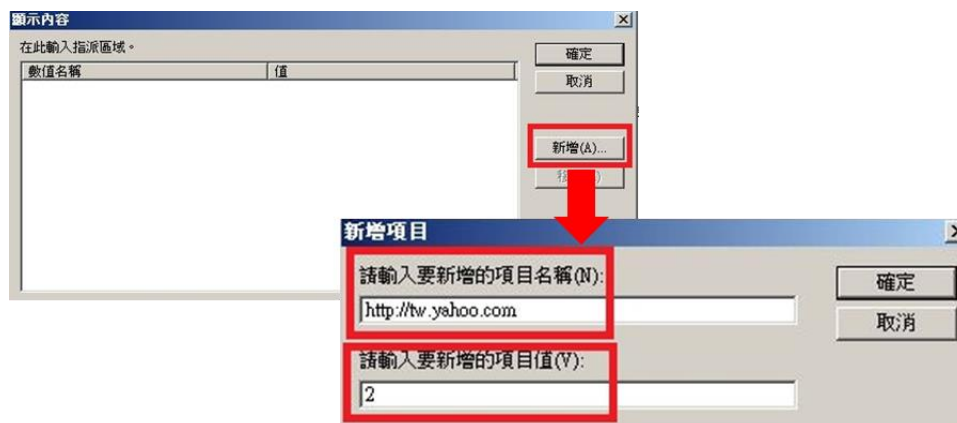 顯示內容
在此輸入指派區域。
數值名稱
值
確定
取消
新增(A)...
新增項目
請輸入要新增的項目名稱(N):
http://tw.yahoo.com
確定
取消
請輸入要新增的項目值(V):
2